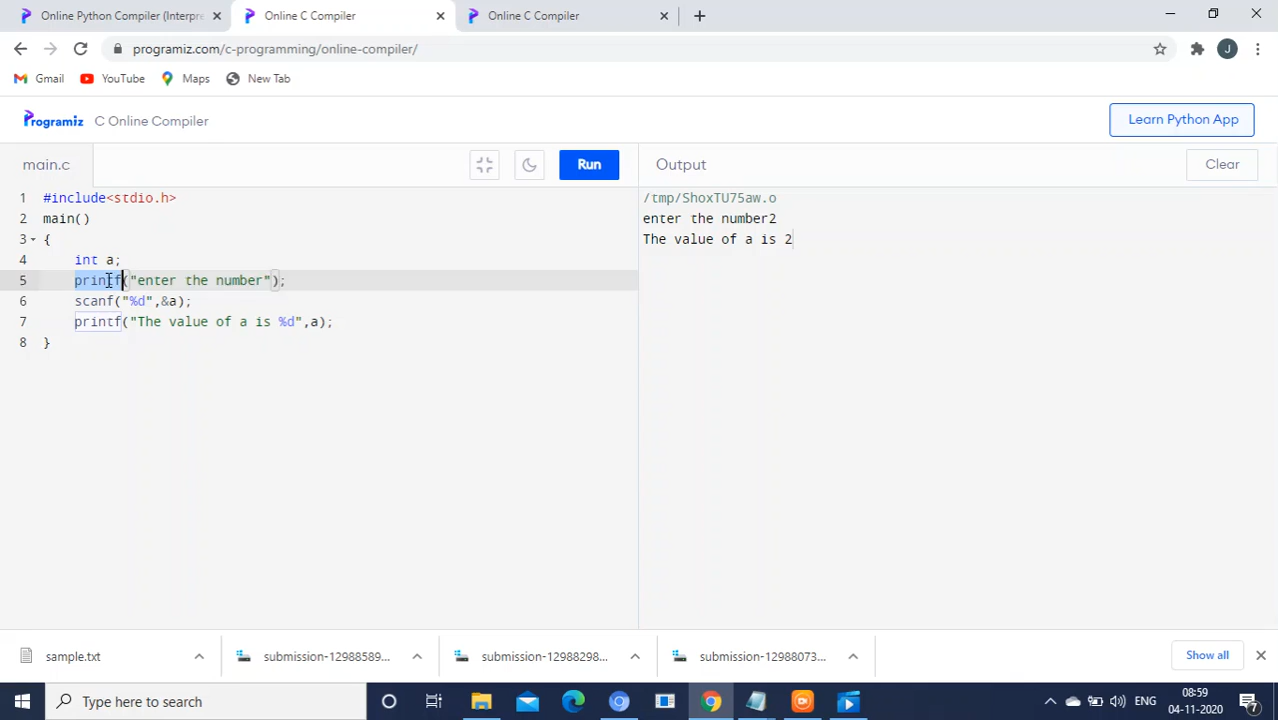 Online Python Compiler (Interpre
Online C Compiler
Online C Compiler
programiz.com/c-programming/online-compiler/
J
Gmail
YouTube
Maps
New Tab
Programiz
C Online Compiler
Learn Python App
main.c
Run
Output
Clear
1 #include<stdio.h>
2 main()
3 {
4 int a;
5 printf("enter the number");
6 scanf("%d",&a);
7 printf("The value of a is %d",a);
8 }
/tmp/ShoxTU75aw.o
enter the number2
The value of a is 2
sample.txt
submission-12988589...
submission-12988298...
submission-12988073...
Show all
Type here to search
ENG
08:59
04-11-2020
7